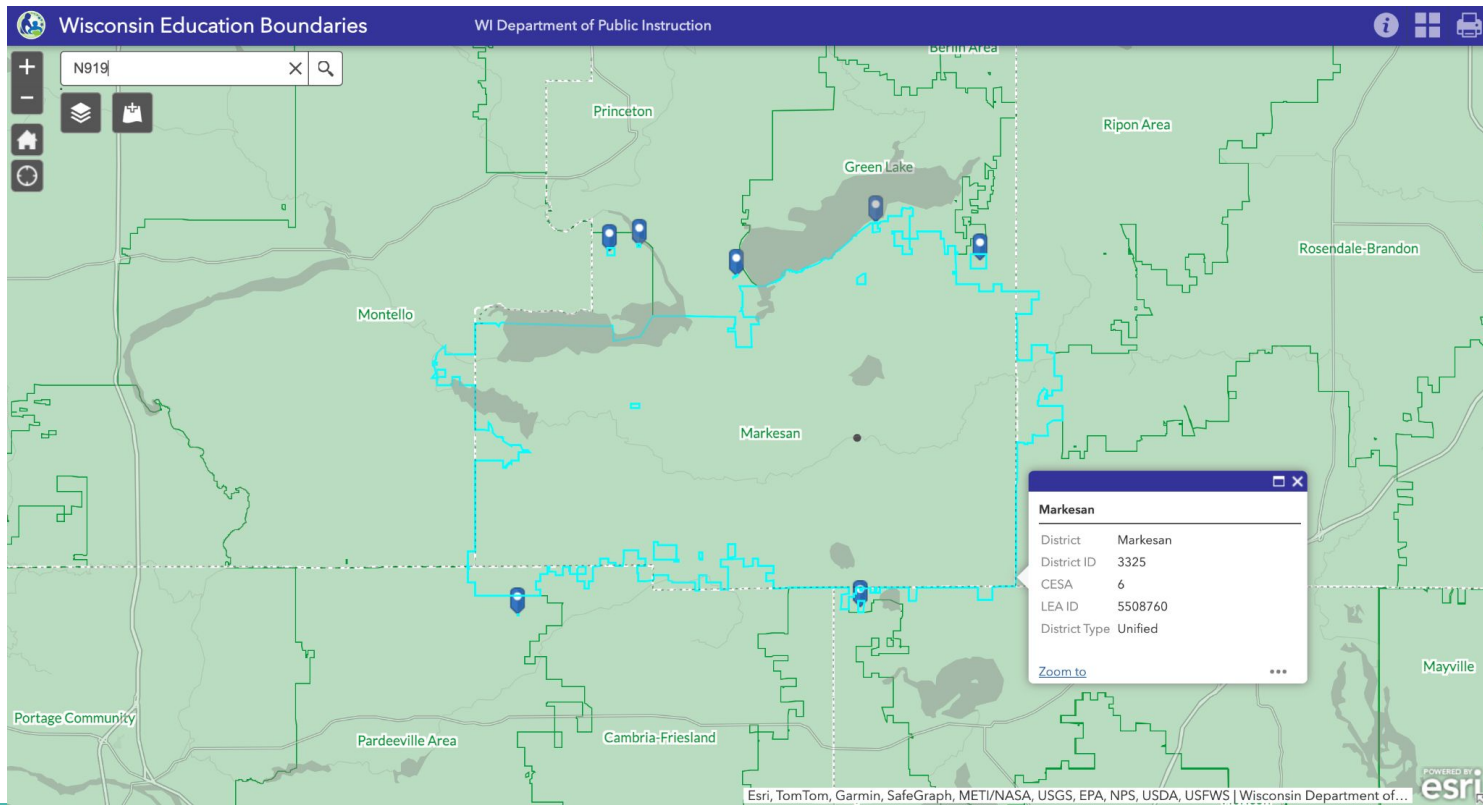 Wisconsin Education Boundaries
WI Department of Public Instruction
N919
Berlin Area
Princeton
Ripon Area
Green Lake
Rosendale-Brandon
Montello
Markesan
Markesan
District Markesan
District ID 3325
CESA 6
LEA ID 5508760
District Type Unified
Zoom to
Mayville
Portage Community
Pardeeville Area
Cambria-Friesland
Esri, TomTom, Garmin, SafeGraph, METI/NASA, USGS, EPA, NPS, USDA, USFWS | Wisconsin Department of...
POWERED BY
esri